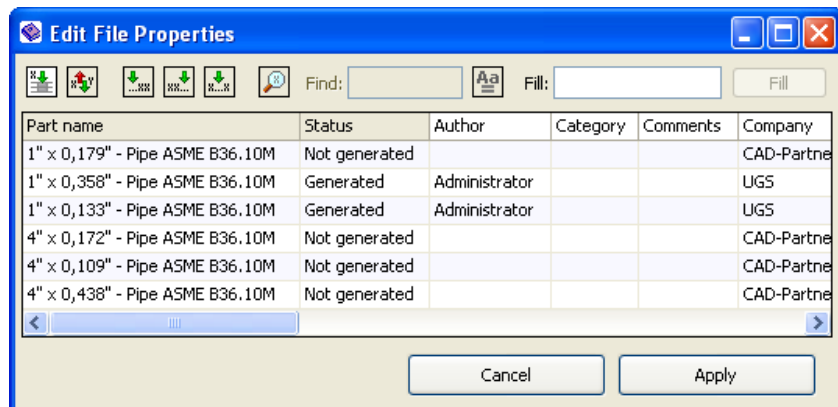 Edit File Properties
Find: Aa Fill: Fill
Part name Status Author Category Comments Company
1" x 0,179" - Pipe ASME B36.10M Not generated CAD-Partne
1" x 0,358" - Pipe ASME B36.10M Generated Administrator UGS
1" x 0,133" - Pipe ASME B36.10M Generated Administrator UGS
4" x 0,172" - Pipe ASME B36.10M Not generated CAD-Partne
4" x 0,109" - Pipe ASME B36.10M Not generated CAD-Partne
4" x 0,438" - Pipe ASME B36.10M Not generated CAD-Partne
Cancel Apply